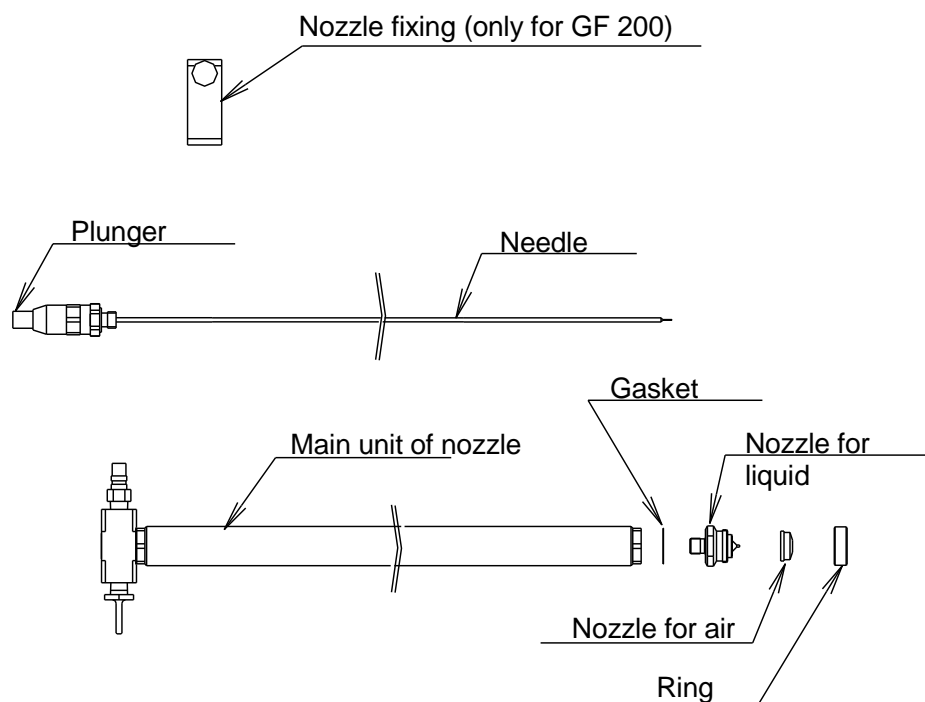 Nozzle fixing (only for GF 200)
Plunger
Needle
Gasket
Main unit of nozzle
Nozzle for
liquid
Nozzle for air
Ring